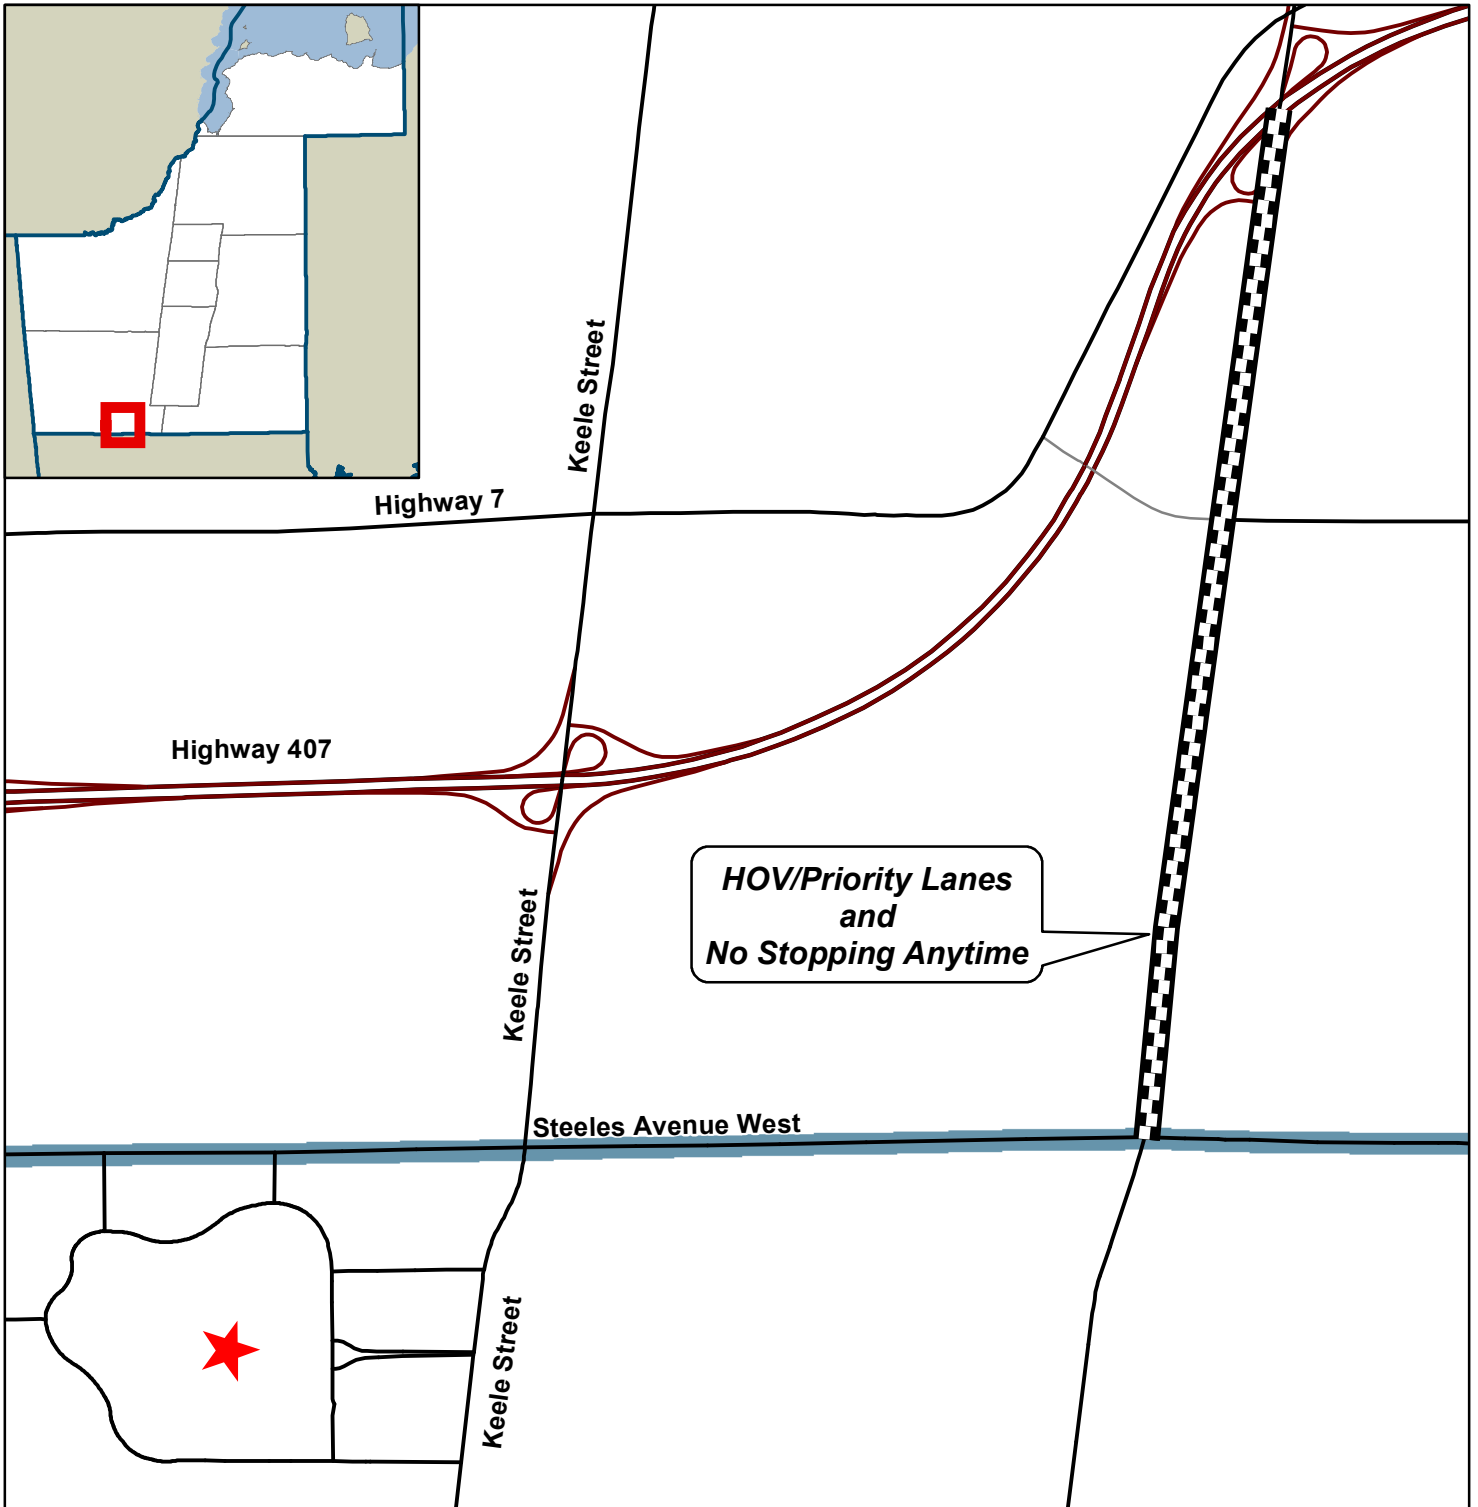 Keele Street
Highway 7
Highway 407
HOV/Priority Lanes
and
No Stopping Anytime
Keele Street
Steeles Avenue West
Keele Street